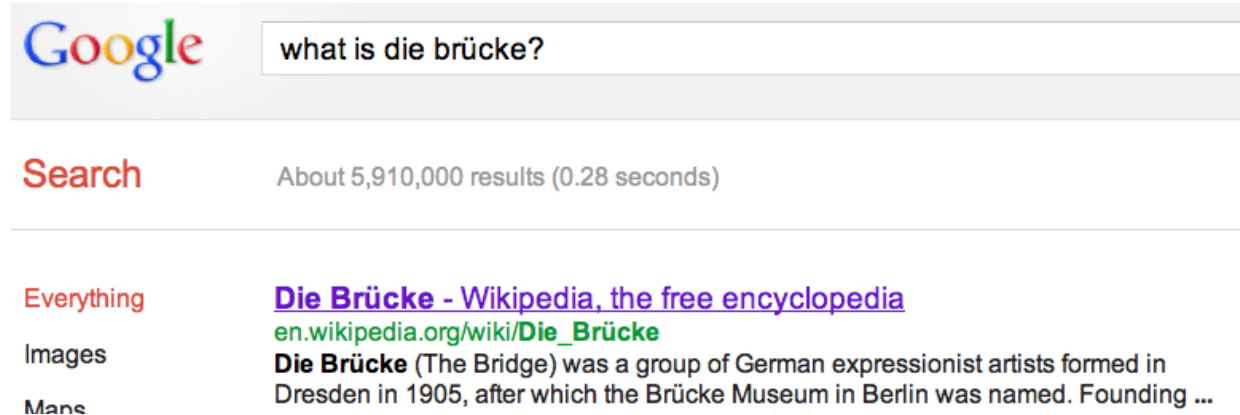 Google
what is die brücke?
Search
About 5,910,000 results (0.28 seconds)
Everything
Images
Maps
Die Brücke - Wikipedia, the free encyclopedia
en.wikipedia.org/wiki/Die_Brücke
Die Brücke (The Bridge) was a group of German expressionist artists formed in
Dresden in 1905, after which the Brücke Museum in Berlin was named. Founding ...